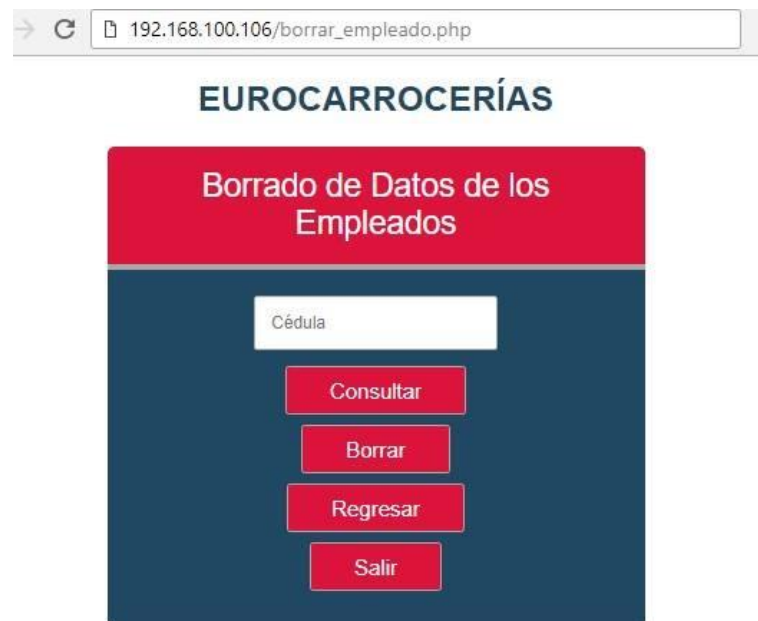 192.168.100.106/borrar_empleado.php
EUROCARROCERÍAS
Borrado de Datos de los
Empleados
Cédula
Consultar
Borrar
Regresar
Salir